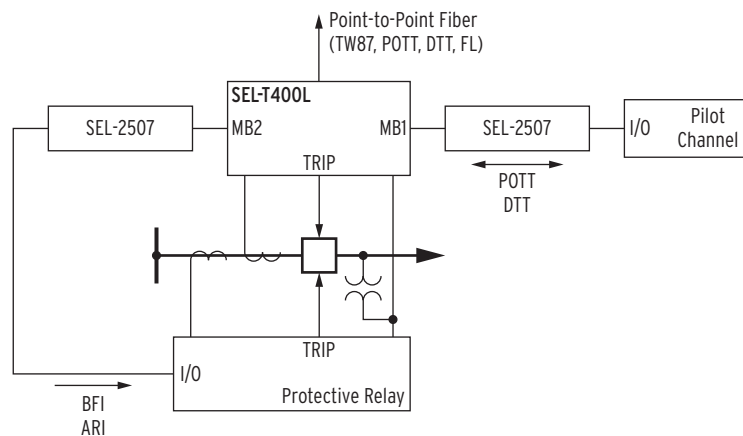 Point-to-Point Fiber
(TW87, POTT, DTT, FL)
SEL-T400L
SEL-2507
MB2
MB1
SEL-2507
I/O
Pilot
Channel
TRIP
POTT
DTT
TRIP
I/O
Protective Relay
BFI
ARI